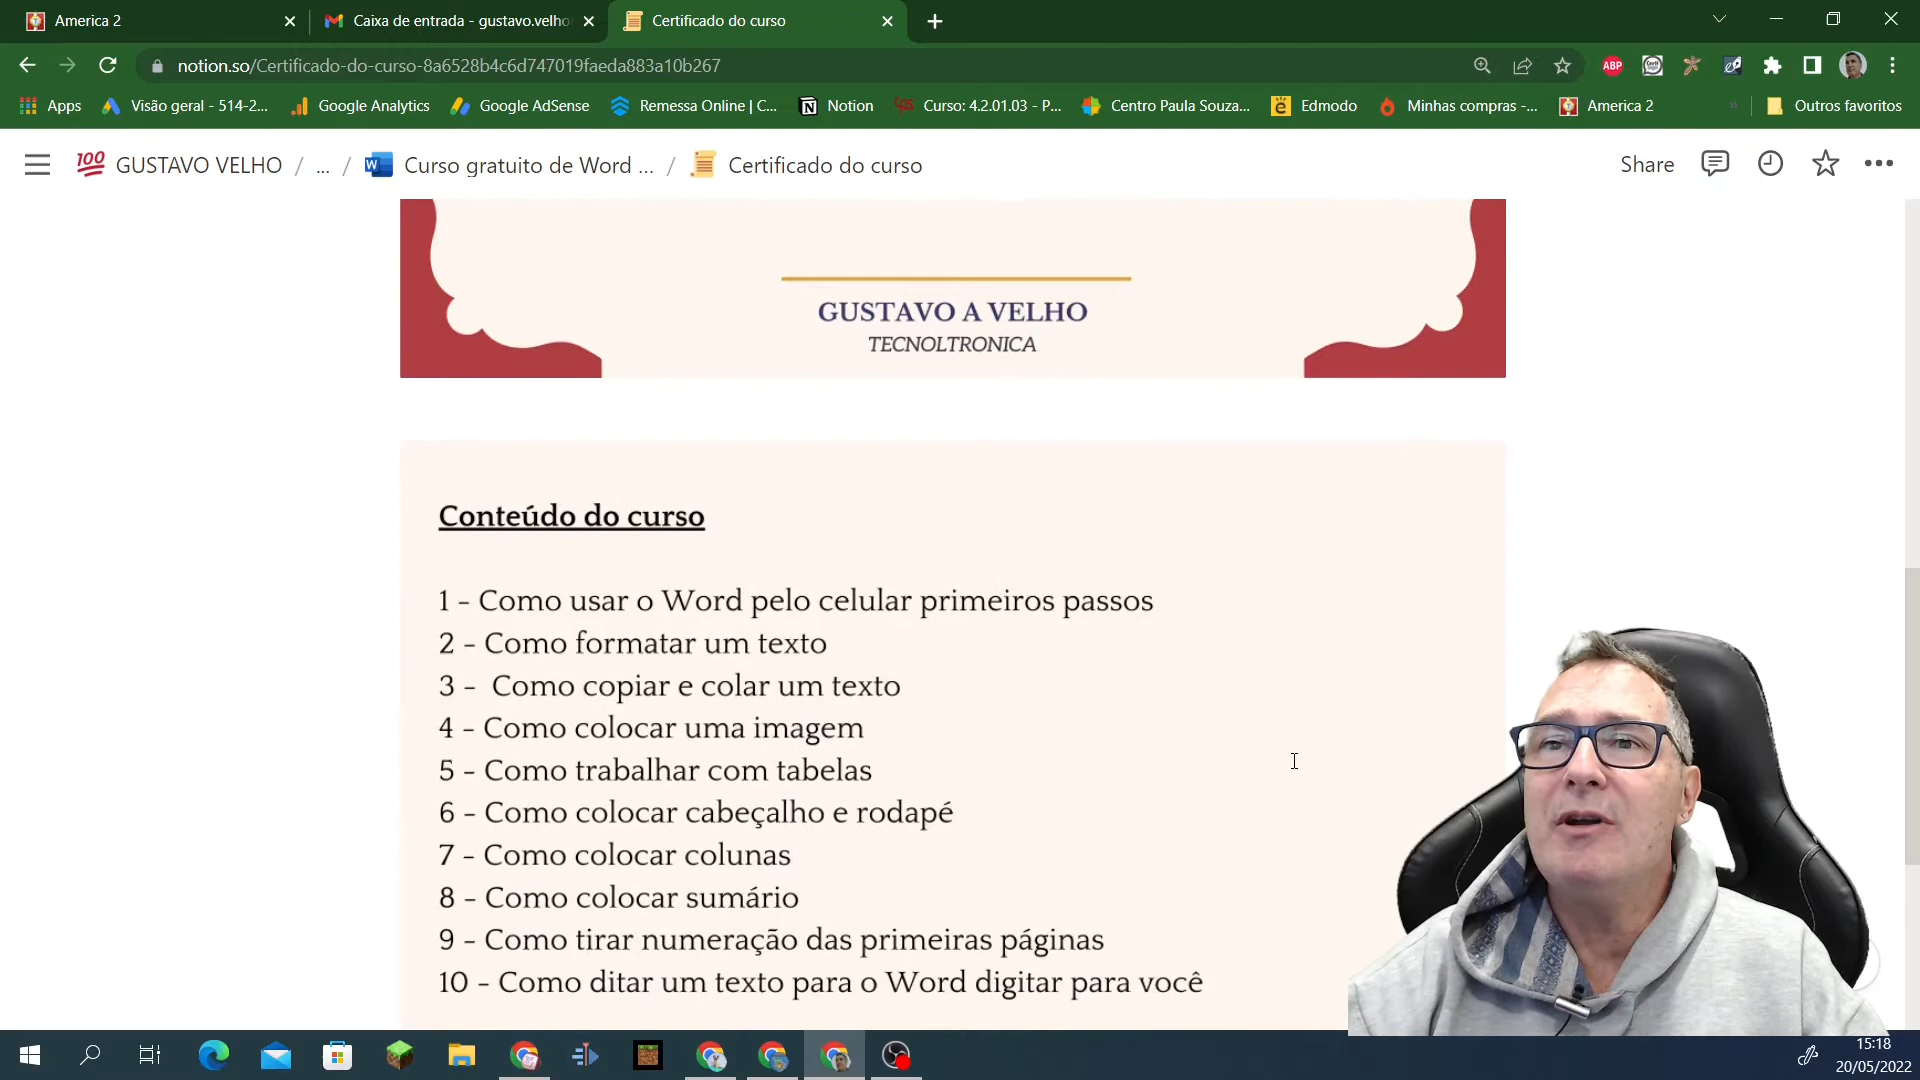 America 2
Caixa de entrada - gustavo.velho
Certificado do curso
notion.so/Certificado-do-curso-8a6528b4c6d747019faeda883a10b267
ABP
Apps
Visão geral - 514-2...
Google Analytics
Google AdSense
Remessa Online | C...
Notion
Curso: 4.2.01.03 - P...
Centro Paula Souza...
Edmodo
Minhas compras -...
America 2
»
Outros favoritos
100 GUSTAVO VELHO / ... / W Curso gratuito de Word ... / Certificado do curso
Share
GUSTAVO A VELHO
TECNOLTRONICA
Conteúdo do curso
1 - Como usar o Word pelo celular primeiros passos
2 - Como formatar um texto
3 - Como copiar e colar um texto
4 - Como colocar uma imagem
5 - Como trabalhar com tabelas
6 - Como colocar cabeçalho e rodapé
7 - Como colocar colunas
8 - Como colocar sumário
9 - Como tirar numeração das primeiras páginas
10 - Como ditar um texto para o Word digitar para você
15:18
20/05/2022